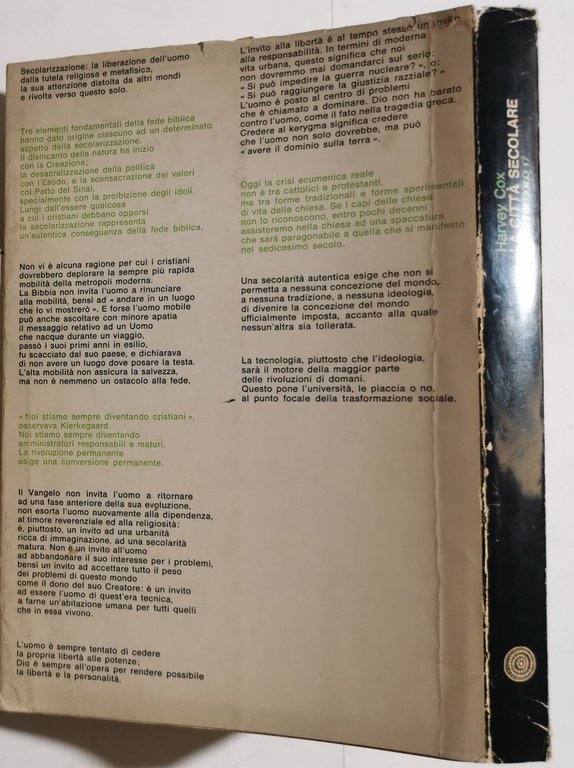 Secolarizzazione: la liberazione dell'uomo
dalla tutela religiosa e metafisica,
la sua attenzione distolta da altri mondi
e rivolta verso questo solo.
Tre elementi fondamentali della fede biblica
hanno dato origine ciascuno ad un determinato
aspetto della secolarizzazione.
Il disincanto della natura ha inizio
con la Creazione;
la desacralizzazione della politica
con l'Esodo; e la sconsacrazione dei valori
col Patto del Sinai,
specialmente con la proibizione degli idoli.
Lungi dall'essere qualcosa
a cui i cristiani debbano opporsi
la secolarizzazione rappresenta
un'autentica conseguenza della fede biblica.
Non vi è alcuna ragione per cui i cristiani
dovrebbero deplorare la sempre più rapida
mobilità della metropoli moderna.
La Bibbia non invita l'uomo a rinunciare
alla mobilità, bensì ad « andare in un luogo
che io vi mostrerò ». E forse l'uomo mobile
può anche ascoltare con minore apatia
il messaggio relativo ad un Uomo
che nacque durante un viaggio,
passò i suoi primi anni in esilio,
fu scacciato dal suo paese, e dichiarava
di non avere un luogo dove posare la testa.
L'alta mobilità non assicura la salvezza,
ma non è nemmeno un ostacolo alla fede.
« Noi stiamo sempre diventando cristiani »,
osservava Kierkegaard.
Noi stiamo sempre diventando
amministratori responsabili e maturi.
La rivoluzione permanente
esige una conversione permanente.
Il Vangelo non invita l'uomo a ritornare
ad una fase anteriore della sua evoluzione,
non esorta l'uomo nuovamente alla dipendenza,
al timore reverenziale ed alla religiosità:
è, piuttosto, un invito ad una urbanità
ricca di immaginazione, ad una secolarità
matura. Non è un invito all'uomo
ad abbandonare il suo interesse per i problemi,
bensì un invito ad accettare tutto il peso
dei problemi di questo mondo
come il dono del suo Creatore: è un invito
ad essere l'uomo di quest'era tecnica,
a farne un'abitazione umana per tutti quelli
che in essa vivono.
L'uomo è sempre tentato di cedere
la propria libertà alle potenze;
Dio è sempre all'opera per rendere possibile
la libertà e la personalità.
L'invito alla libertà è al tempo stesso un invito
alla responsabilità. In termini di moderna
vita urbana, questo significa che noi
non dovremmo mai domandarci sul serio:
« Si può impedire la guerra nucleare? », o:
« Si può raggiungere la giustizia razziale? »
L'uomo è posto al centro di problemi
che è chiamato a dominare. Dio non ha barato
contro l'uomo, come il fato nella tragedia greca.
Credere al kerygma significa credere
che l'uomo non solo dovrebbe, ma può
« avere il dominio sulla terra ».
Oggi la crisi ecumenica reale
non è tra cattolici e protestanti,
ma tra forme tradizionali e forme sperimentali
di vita della chiesa. Se i capi delle chiese
non lo riconoscono, entro pochi decenni
assisteremo nella chiesa ad una spaccatura
che sarà paragonabile a quella che si manifestò
nel sedicesimo secolo.
Una secolarità autentica esige che non si
permetta a nessuna concezione del mondo,
a nessuna tradizione, a nessuna ideologia,
di divenire la concezione del mondo
ufficialmente imposta, accanto alla quale
nessun'altra sia tollerata.
La tecnologia, piuttosto che l'ideologia,
sarà il motore della maggior parte
delle rivoluzioni di domani.
Questo pone l'università, le piaccia o no,
al punto focale della trasformazione sociale.
Harvey Cox
LA CITTÀ SECOLARE